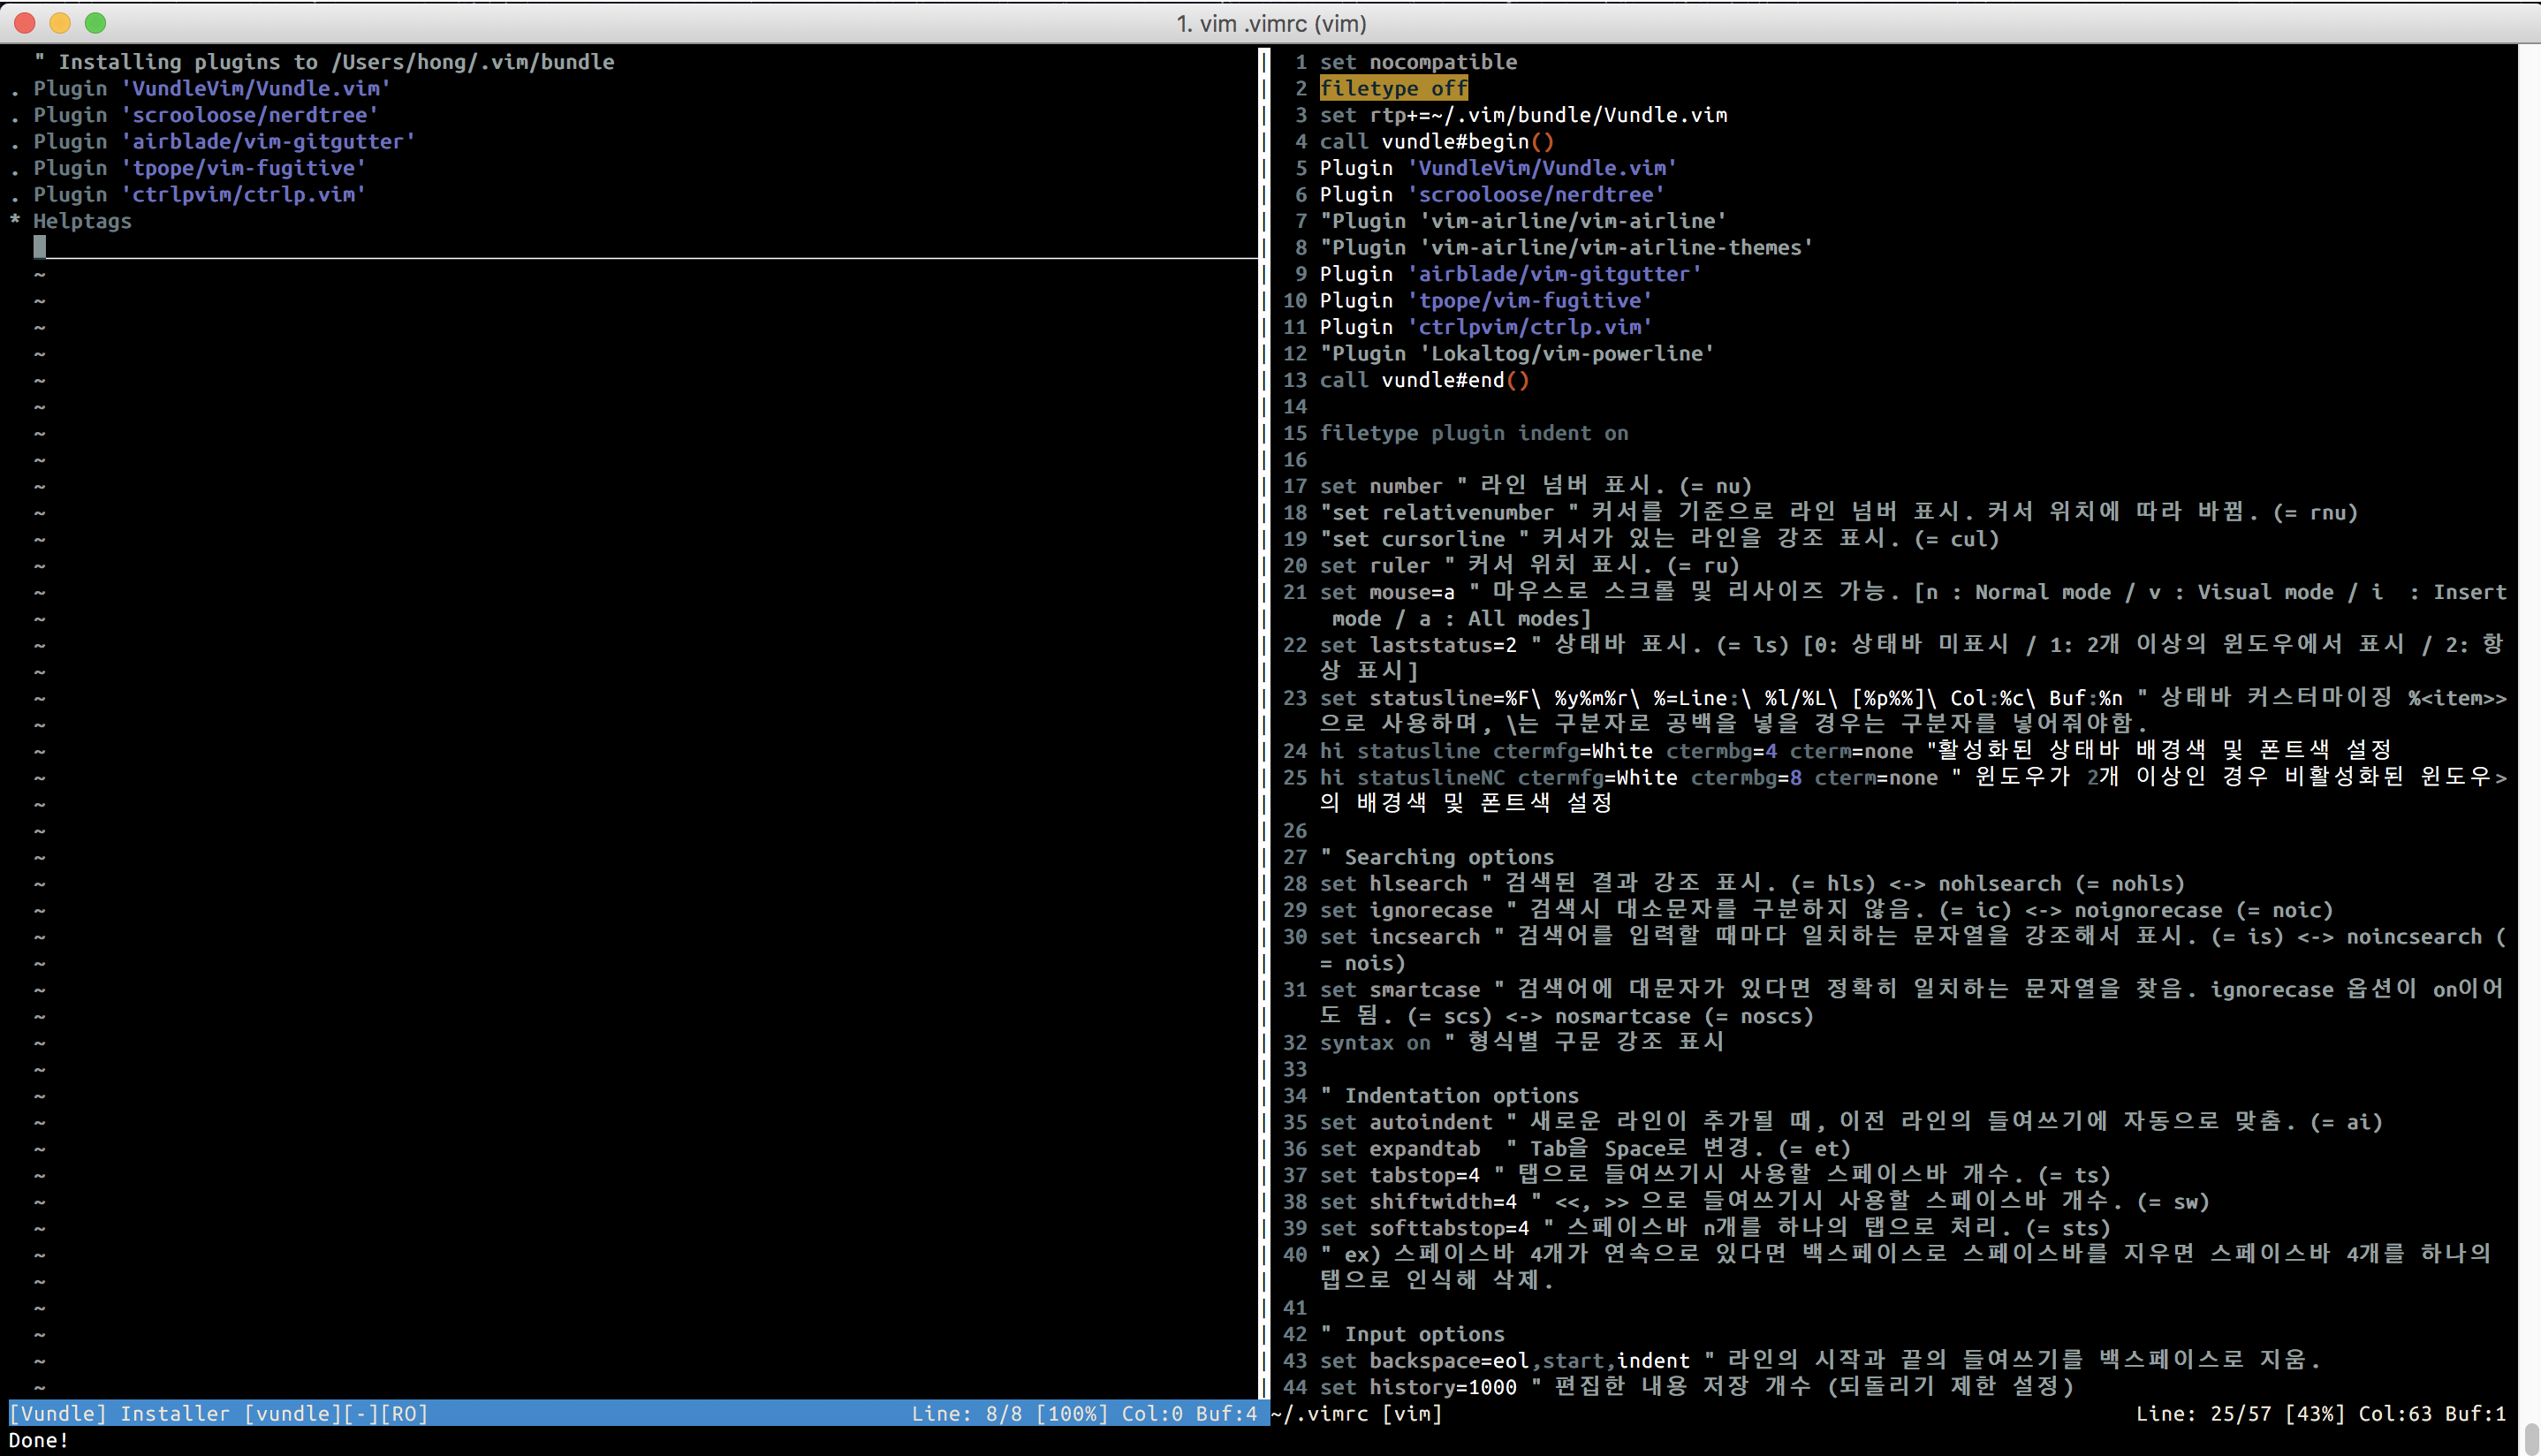 1. vim .vimrc (vim)
" Installing plugins to /Users/hong/.vim/bundle
. Plugin 'VundleVim/Vundle.vim'
. Plugin 'scrooloose/nerdtree'
. Plugin 'airblade/vim-gitgutter'
. Plugin 'tpope/vim-fugitive'
. Plugin 'ctrlpvim/ctrlp.vim'
* Helptags
[Vundle] Installer [vundle][-][RO] Line: 8/8 [100%] Col:0 Buf:4
Done!
1 set nocompatible
2 filetype off
3 set rtp+=~/.vim/bundle/Vundle.vim
4 call vundle#begin()
5 Plugin 'VundleVim/Vundle.vim'
6 Plugin 'scrooloose/nerdtree'
7 "Plugin 'vim-airline/vim-airline'
8 "Plugin 'vim-airline/vim-airline-themes'
9 Plugin 'airblade/vim-gitgutter'
10 Plugin 'tpope/vim-fugitive'
11 Plugin 'ctrlpvim/ctrlp.vim'
12 "Plugin 'Lokaltog/vim-powerline'
13 call vundle#end()
14
15 filetype plugin indent on
16
17 set number " 라인 넘버 표시. (= nu)
18 "set relativenumber " 커서를 기준으로 라인 넘버 표시. 커서 위치에 따라 바뀜. (= rnu)
19 "set cursorline " 커서가 있는 라인을 강조 표시. (= cul)
20 set ruler " 커서 위치 표시. (= ru)
21 set mouse=a " 마우스로 스크롤 및 리사이즈 가능. [n : Normal mode / v : Visual mode / i  : Insert
mode / a : All modes]
22 set laststatus=2 " 상태바 표시. (= ls) [0: 상태바 미표시 / 1: 2개 이상의 윈도우에서 표시 / 2: 항
상 표시]
23 set statusline=%F\ %y%m%r\ %=Line:\ %l/%L\ [%p%%]\ Col:%c\ Buf:%n " 상태바 커스터마이징 %<item>>
으로 사용하며, \는 구분자로 공백을 넣을 경우는 구분자를 넣어줘야함.
24 hi statusline ctermfg=White ctermbg=4 cterm=none "활성화된 상태바 배경색 및 폰트색 설정
25 hi statuslineNC ctermfg=White ctermbg=8 cterm=none " 윈도우가 2개 이상인 경우 비활성화된 윈도우>
의 배경색 및 폰트색 설정
26
27 " Searching options
28 set hlsearch " 검색된 결과 강조 표시. (= hls) <-> nohlsearch (= nohls)
29 set ignorecase " 검색시 대소문자를 구분하지 않음. (= ic) <-> noignorecase (= noic)
30 set incsearch " 검색어를 입력할 때마다 일치하는 문자열을 강조해서 표시. (= is) <-> noincsearch (
= nois)
31 set smartcase " 검색어에 대문자가 있다면 정확히 일치하는 문자열을 찾음. ignorecase 옵션이 on이어
도 됨. (= scs) <-> nosmartcase (= noscs)
32 syntax on " 형식별 구문 강조 표시
33
34 " Indentation options
35 set autoindent " 새로운 라인이 추가될 때, 이전 라인의 들여쓰기에 자동으로 맞춤. (= ai)
36 set expandtab  " Tab을 Space로 변경. (= et)
37 set tabstop=4 " 탭으로 들여쓰기시 사용할 스페이스바 개수. (= ts)
38 set shiftwidth=4 " <<, >> 으로 들여쓰기시 사용할 스페이스바 개수. (= sw)
39 set softtabstop=4 " 스페이스바 n개를 하나의 탭으로 처리. (= sts)
40 " ex) 스페이스바 4개가 연속으로 있다면 백스페이스로 스페이스바를 지우면 스페이스바 4개를 하나의
탭으로 인식해 삭제.
41
42 " Input options
43 set backspace=eol,start,indent " 라인의 시작과 끝의 들여쓰기를 백스페이스로 지움.
44 set history=1000 " 편집한 내용 저장 개수 (되돌리기 제한 설정)
~/.vimrc [vim] Line: 25/57 [43%] Col:63 Buf:1